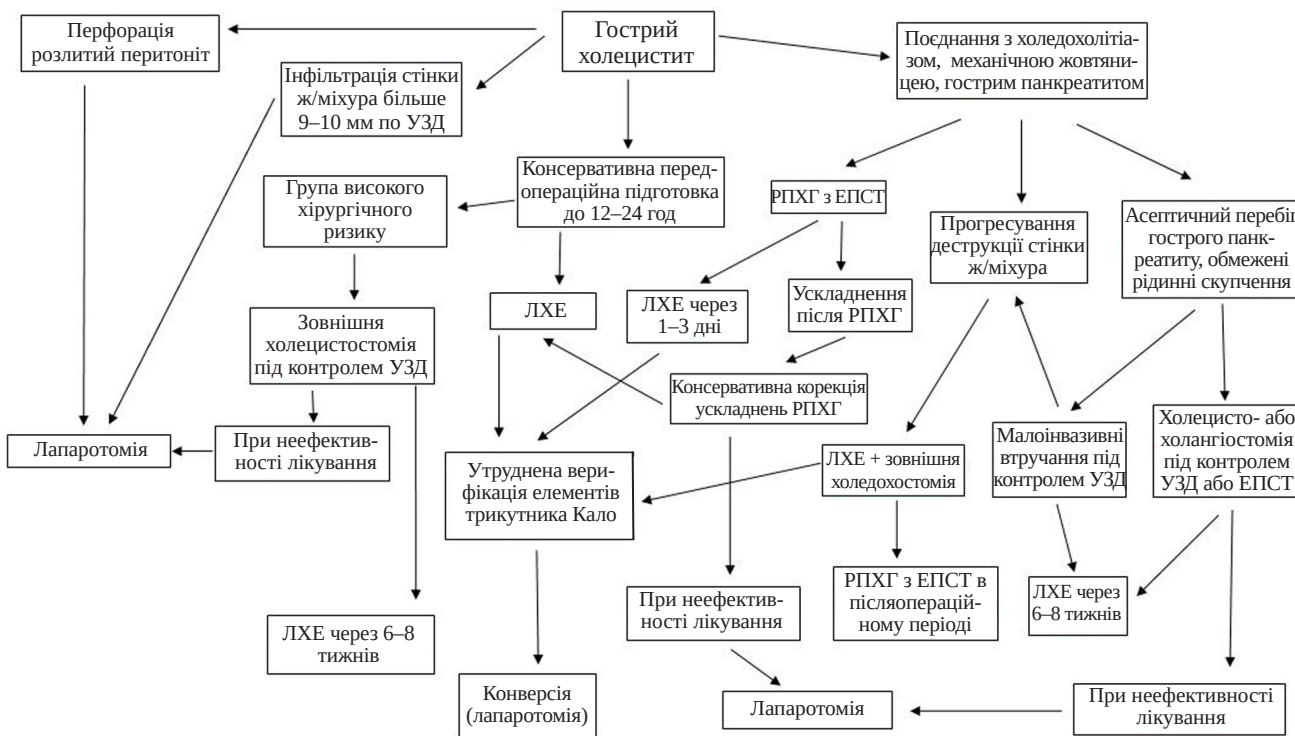 Перфорація
розлитий перитоніт
Гострий
холецистит
Поєднання з холедохолітіа-
зом, механічною жовтяни-
цею, гострим панкреатитом
Інфільтрація стінки
ж/міхура більше
9–10 мм по УЗД
Консервативна перед-
операційна підготовка
до 12–24 год
Група високого
хірургічного
ризику
РПХГ з ЕПСТ
Прогресування
деструкції стінки
ж/міхура
Асептичний перебіг
гострого панк-
реатиту, обмежені
рідинні скупчення
ЛХЕ
ЛХЕ через
1–3 дні
Ускладнення
після РПХГ
Зовнішня
холецистостомія
під контролем УЗД
Консервативна корекція
ускладнень РПХГ
Лапаротомія
При неефектив-
ності лікування
Утруднена вери-
фікація елементів
трикутника Кало
ЛХЕ + зовнішня
холедохостомія
Малоінвазивні
втручання під
контролем УЗД
Холецисто- або
холангіостомія
під контролем
УЗД або ЕПСТ
ЛХЕ через 6–8
тижнів
При неефектив-
ності лікування
РПХГ з ЕПСТ в
післяоперацій-
ному періоді
ЛХЕ через
6–8 тижнів
Конверсія
(лапаротомія)
Лапаротомія
При неефективності
лікування